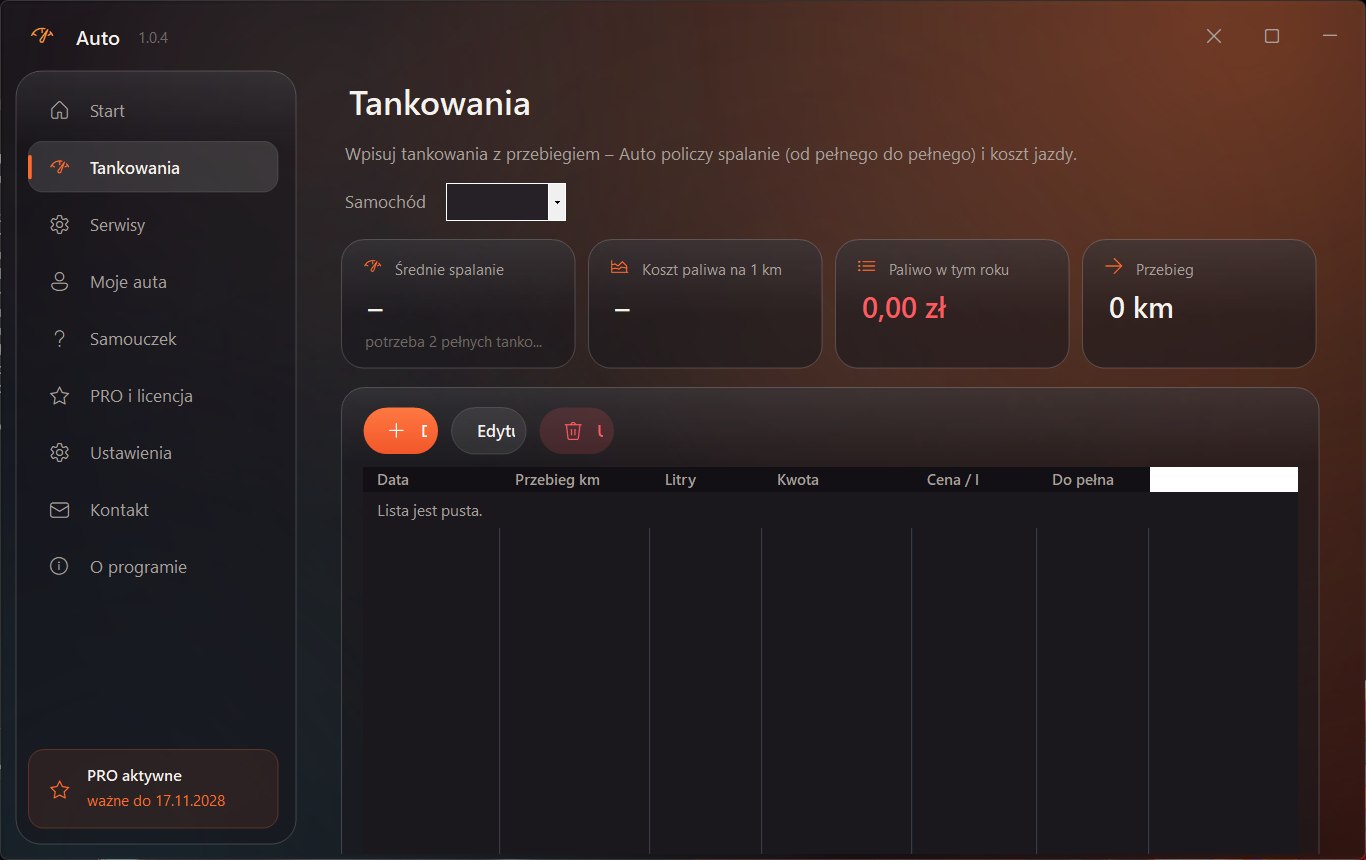 Auto 1.0.4
Start
Tankowania
Serwisy
Moje auta
? Samouczek
PRO i licencja
Ustawienia
Kontakt
O programie
PRO aktywne
ważne do 17.11.2028
Tankowania
Wpisuj tankowania z przebiegiem – Auto policzy spalanie (od pełnego do pełnego) i koszt jazdy.
Samochód
Średnie spalanie
–
potrzeba 2 pełnych tanko...
Koszt paliwa na 1 km
–
Paliwo w tym roku
0,00 zł
Przebieg
0 km
Edytu
Data Przebieg km Litry Kwota Cena / l Do pełna
Lista jest pusta.